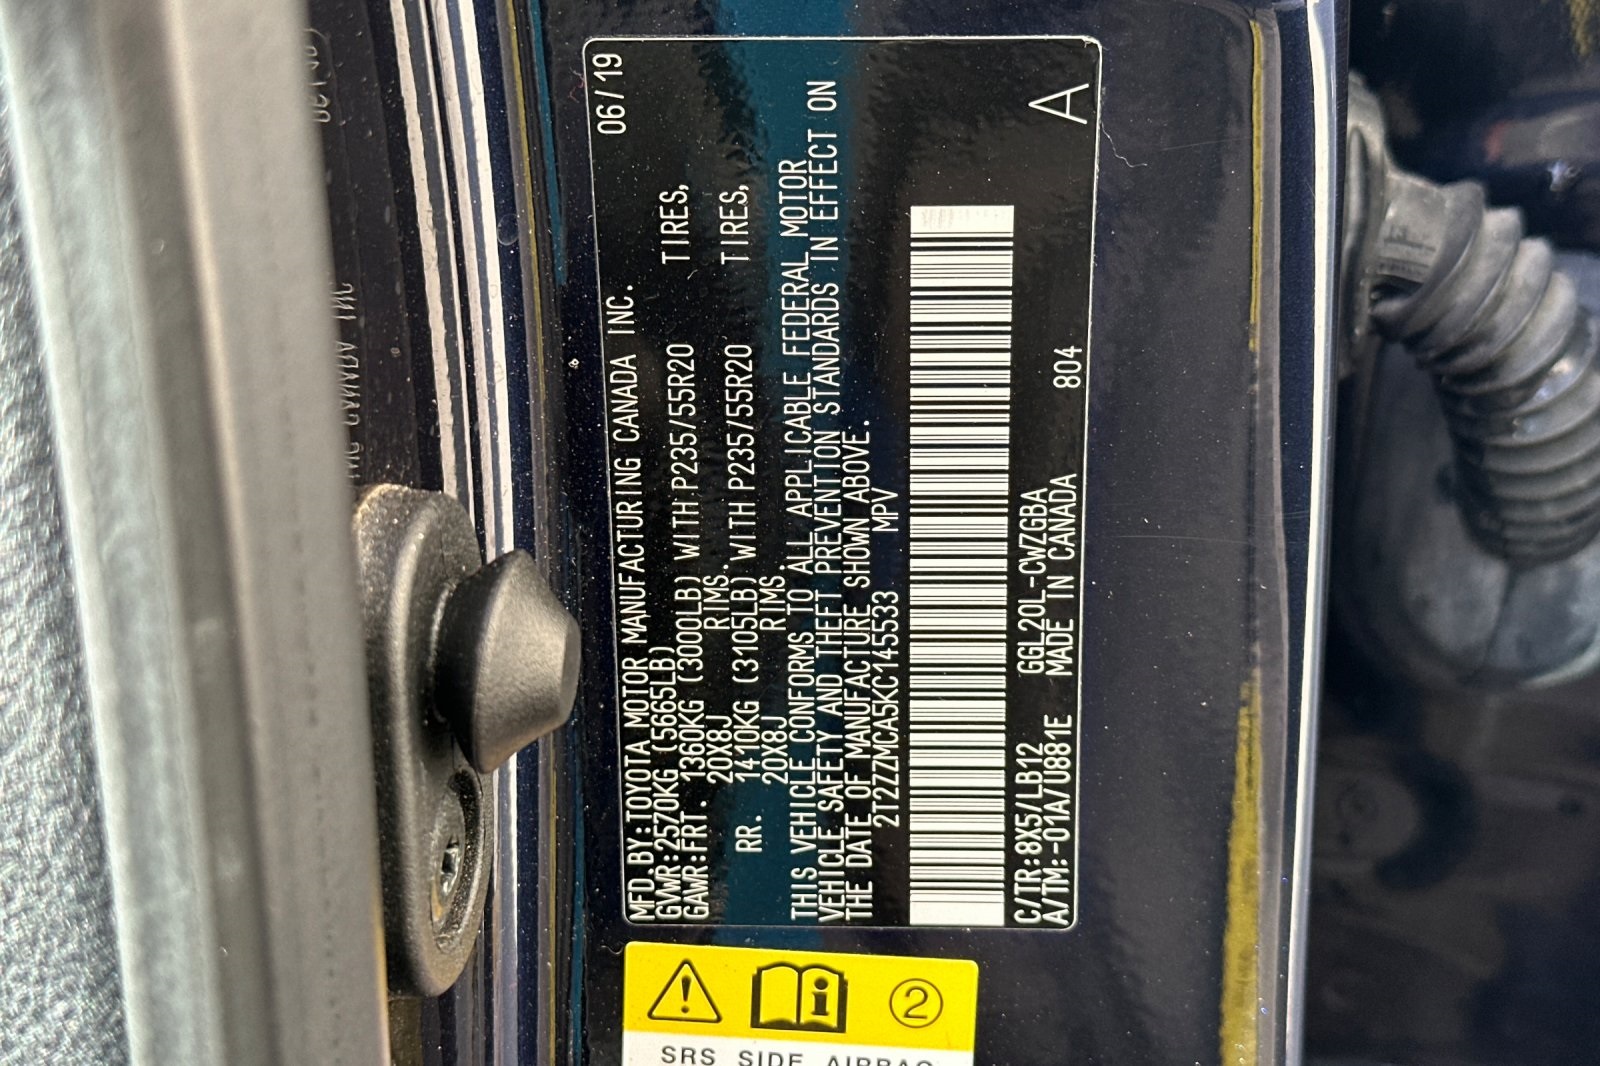 MFD.BY:TOYOTA MOTOR MANUFACTURING CANADA INC. 06/19
GVWR:2570KG (5665LB)
GAWR:FRT. 1360KG (3000LB) WITH P235/55R20 TIRES,
20X8J RIMS.
RR. 1410KG (3105LB) WITH P235/55R20 TIRES,
20X8J RIMS.
THIS VEHICLE CONFORMS TO ALL APPLICABLE FEDERAL MOTOR
VEHICLE SAFETY AND THEFT PREVENTION STANDARDS IN EFFECT ON
THE DATE OF MANUFACTURE SHOWN ABOVE.
2T2ZZMCA5KC145533 MPV
C/TR:8X5/LB12 GGL20L-CWZGBA 804
A/TM:-01A/U881E MADE IN CANADA
A
2
SRS SIDE AIRBAG